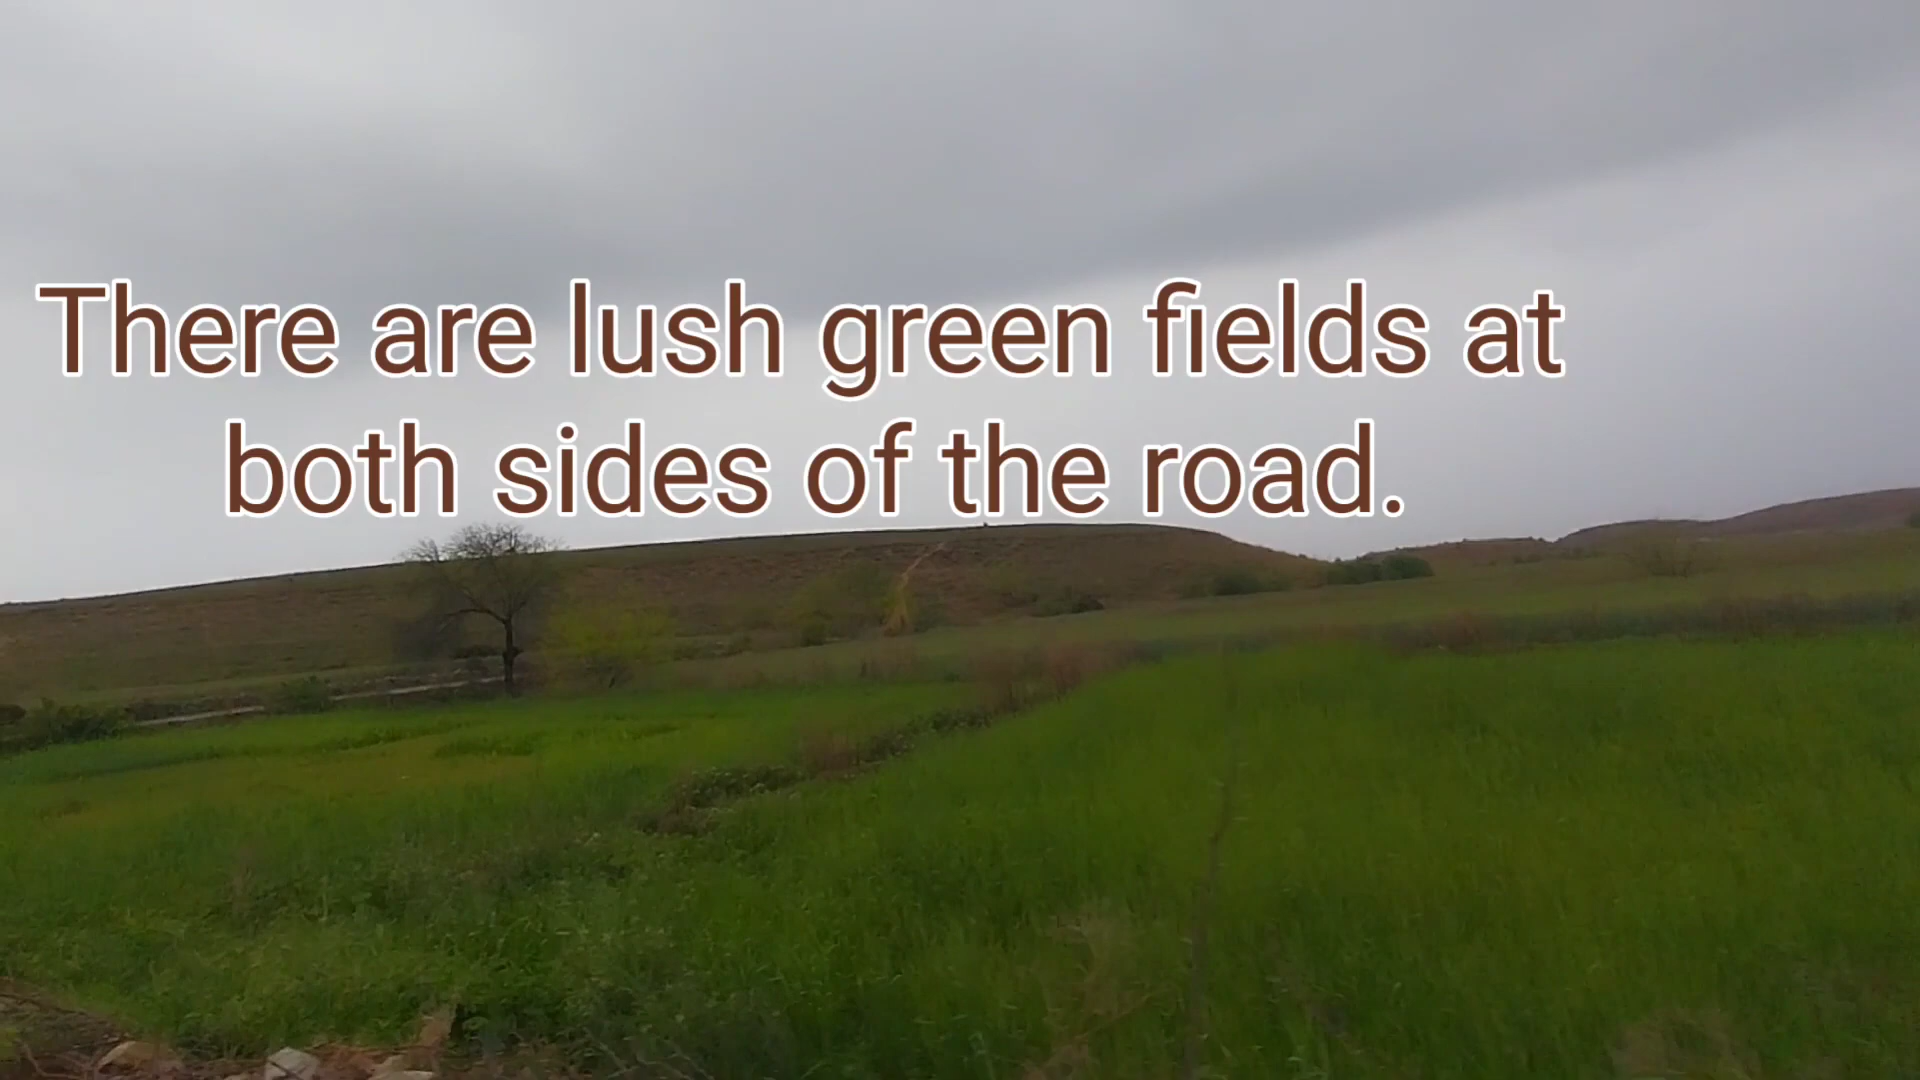 There are lush green fields at
both sides of the road.